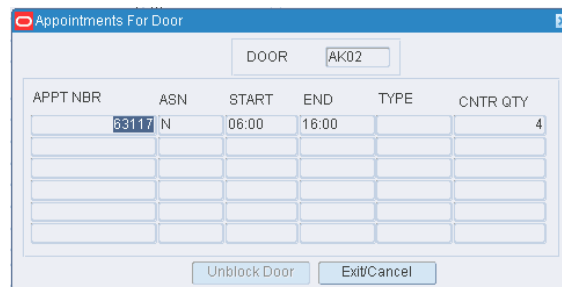 Appointments For Door
DOOR AK02
APPT NBR ASN START END TYPE CNTR QTY
63117 N 06:00 16:00 4
Unblock Door Exit/Cancel